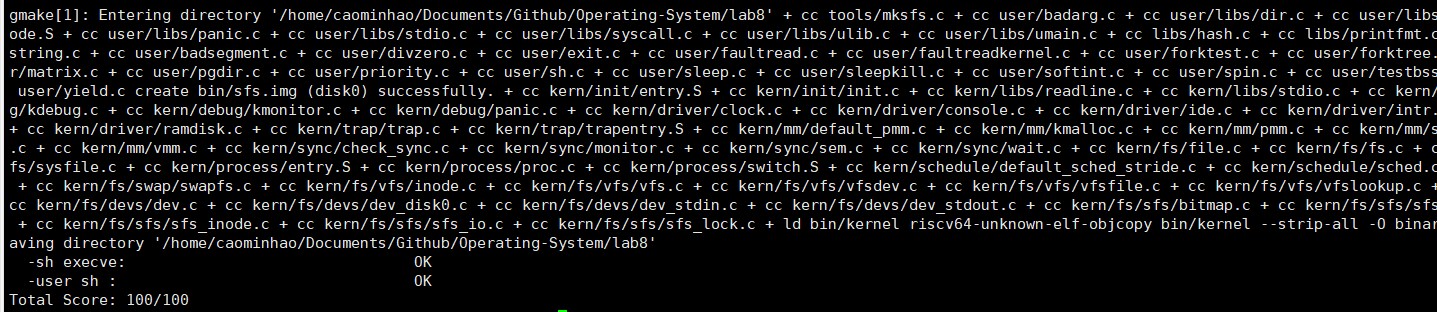 gmake[1]: Entering directory '/home/caominhao/Documents/Github/Operating-System/lab8' + cc tools/mksfs.c + cc user/badarg.c + cc user/libs/dir.c + cc user/libs
ode.S + cc user/libs/panic.c + cc user/libs/stdio.c + cc user/libs/syscall.c + cc user/libs/ulib.c + cc user/libs/umain.c + cc libs/hash.c + cc libs/printfmt.c
string.c + cc user/badsegment.c + cc user/divzero.c + cc user/exit.c + cc user/faultread.c + cc user/faultreadkernel.c + cc user/forktest.c + cc user/forktree.
r/matrix.c + cc user/pgdir.c + cc user/priority.c + cc user/sh.c + cc user/sleep.c + cc user/sleepkill.c + cc user/softint.c + cc user/spin.c + cc user/testbss
user/yield.c create bin/sfs.img (disk0) successfully. + cc kern/init/entry.S + cc kern/init/init.c + cc kern/libs/readline.c + cc kern/libs/stdio.c + cc kern/
g/kdebug.c + cc kern/debug/kmonitor.c + cc kern/debug/panic.c + cc kern/driver/clock.c + cc kern/driver/console.c + cc kern/driver/ide.c + cc kern/driver/intr.
+ cc kern/driver/ramdisk.c + cc kern/trap/trap.c + cc kern/trap/trapentry.S + cc kern/mm/default_pmm.c + cc kern/mm/kmalloc.c + cc kern/mm/pmm.c + cc kern/mm/s
.c + cc kern/mm/vmm.c + cc kern/sync/check_sync.c + cc kern/sync/monitor.c + cc kern/sync/sem.c + cc kern/sync/wait.c + cc kern/fs/file.c + cc kern/fs/fs.c + c
fs/sysfile.c + cc kern/process/entry.S + cc kern/process/proc.c + cc kern/process/switch.S + cc kern/schedule/default_sched_stride.c + cc kern/schedule/sched.c
+ cc kern/fs/swap/swapfs.c + cc kern/fs/vfs/inode.c + cc kern/fs/vfs/vfs.c + cc kern/fs/vfs/vfsdev.c + cc kern/fs/vfs/vfsfile.c + cc kern/fs/vfs/vfslookup.c +
cc kern/fs/devs/dev.c + cc kern/fs/devs/dev_disk0.c + cc kern/fs/devs/dev_stdin.c + cc kern/fs/devs/dev_stdout.c + cc kern/fs/sfs/bitmap.c + cc kern/fs/sfs/sfs
+ cc kern/fs/sfs/sfs_inode.c + cc kern/fs/sfs/sfs_io.c + cc kern/fs/sfs/sfs_lock.c + ld bin/kernel riscv64-unknown-elf-objcopy bin/kernel --strip-all -O binar
aving directory '/home/caominhao/Documents/Github/Operating-System/lab8'
-sh execve: OK
-user sh : OK
Total Score: 100/100